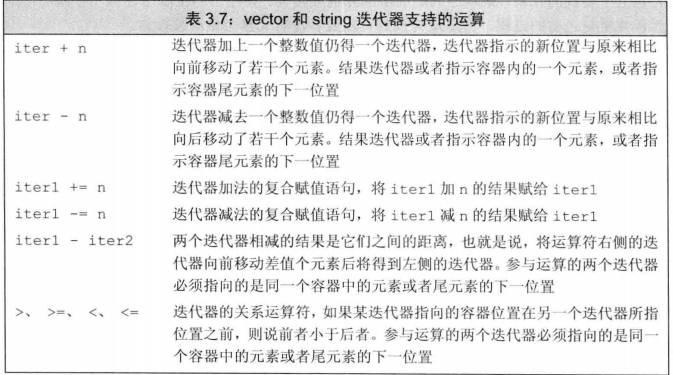 表 3.7：vector 和 string 迭代器支持的运算
iter + n 迭代器加上一个整数值仍得一个迭代器，迭代器指示的新位置与原来相比
向前移动了若干个元素。结果迭代器或者指示容器内的一个元素，或者指
示容器尾元素的下一位置
iter - n 迭代器减去一个整数值仍得一个迭代器，迭代器指示的新位置与原来相比
向后移动了若干个元素。结果迭代器或者指示容器内的一个元素，或者指
示容器尾元素的下一位置
iter1 += n 迭代器加法的复合赋值语句，将 iter1 加 n 的结果赋给 iter1
iter1 -= n 迭代器减法的复合赋值语句，将 iter1 减 n 的结果赋给 iter1
iter1 - iter2 两个迭代器相减的结果是它们之间的距离，也就是说，将运算符右侧的迭
代器向前移动差值个元素后将得到左侧的迭代器。参与运算的两个迭代器
必须指向的是同一个容器中的元素或者尾元素的下一位置
>、 >=、 <、 <= 迭代器的关系运算符，如果某迭代器指向的容器位置在另一个迭代器所指
位置之前，则说前者小于后者。参与运算的两个迭代器必须指向的是同一
个容器中的元素或者尾元素的下一位置